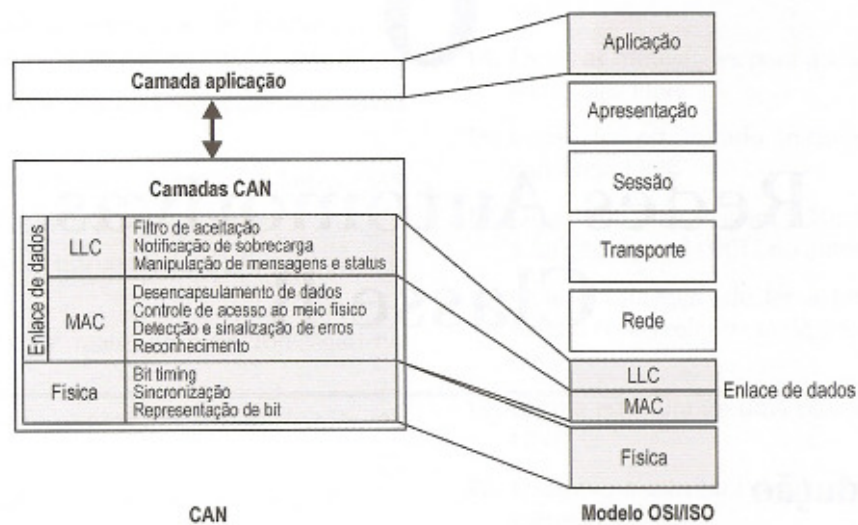 Camada aplicação
Camadas CAN
Enlace de dados
LLC
Filtro de aceitação
Notificação de sobrecarga
Manipulação de mensagens e status
MAC
Desencapsulamento de dados
Controle de acesso ao meio físico
Detecção e sinalização de erros
Reconhecimento
Física
Bit timing
Sincronização
Representação de bit
CAN
Aplicação
Apresentação
Sessão
Transporte
Rede
LLC
MAC
Enlace de dados
Física
Modelo OSI/ISO